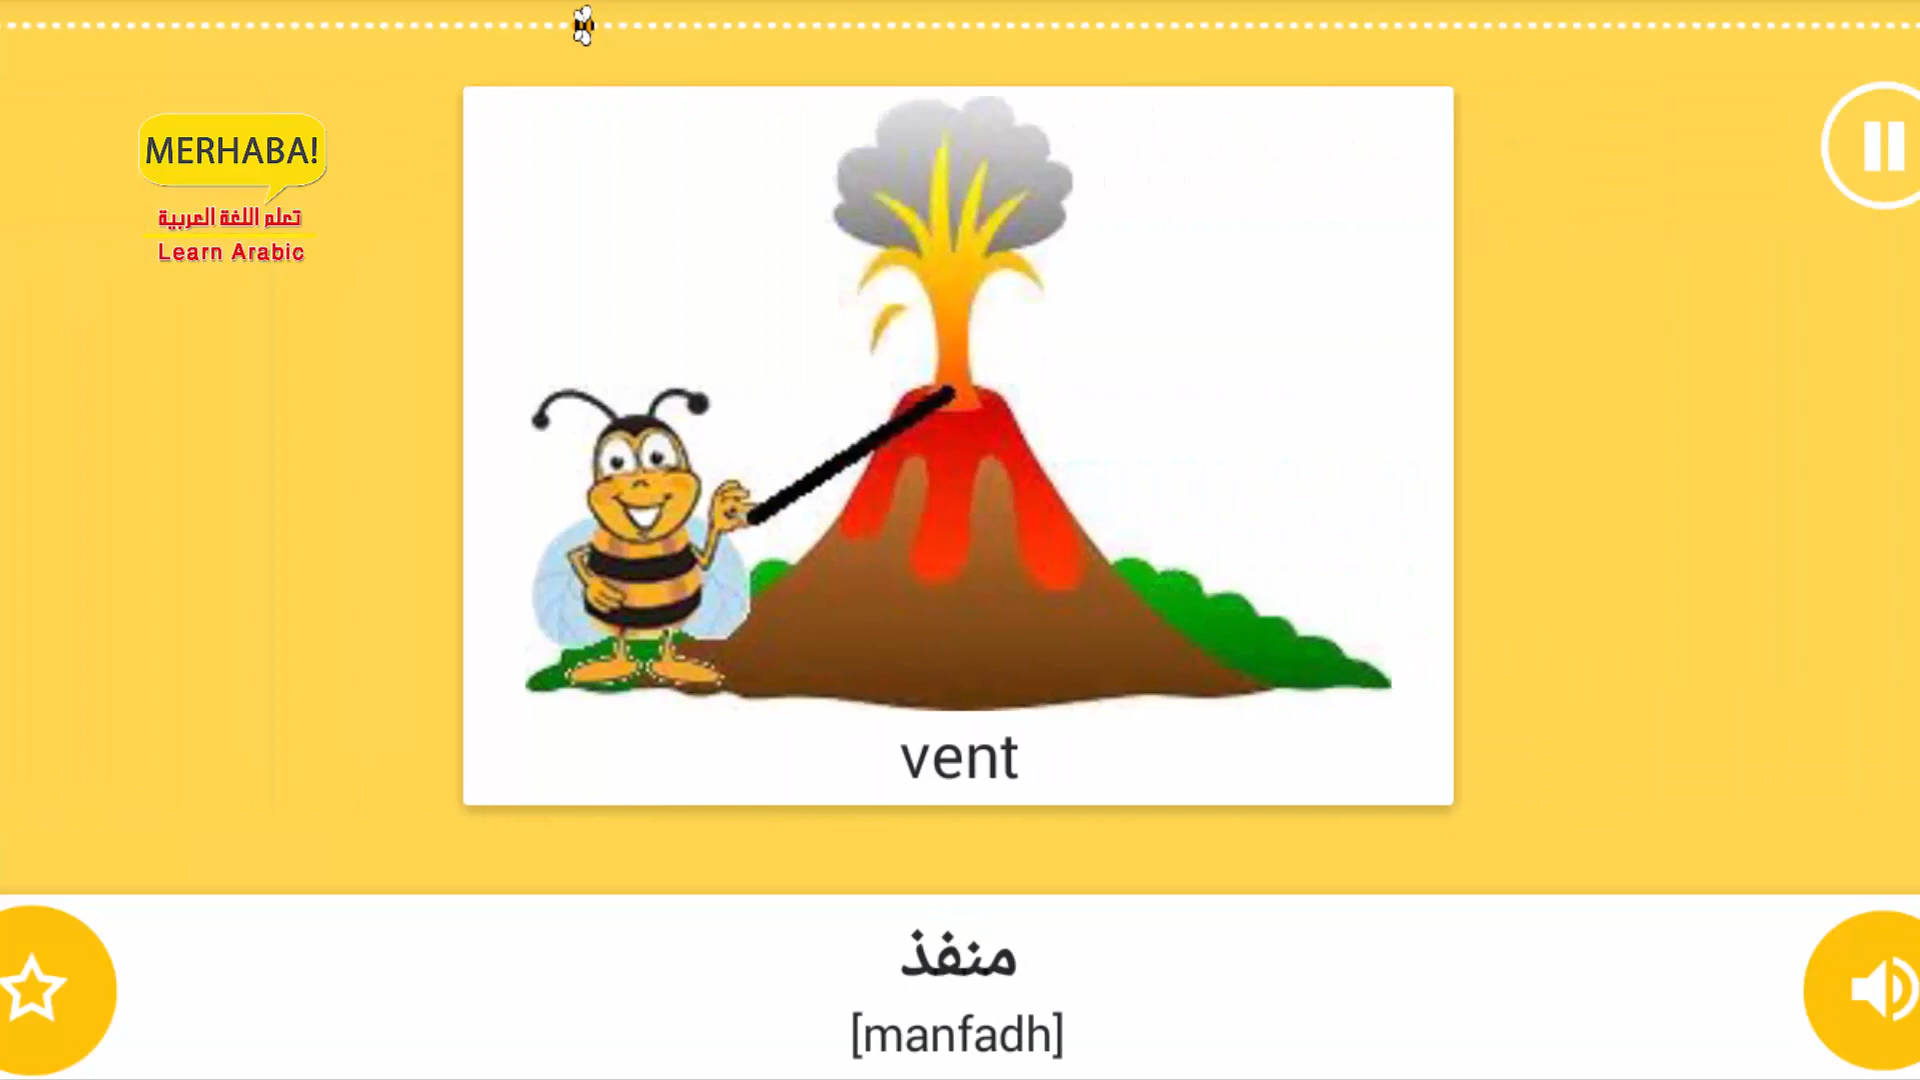 MERHABA!
تعلم اللغة العربية
Learn Arabic
vent
منفذ
[manfadh]